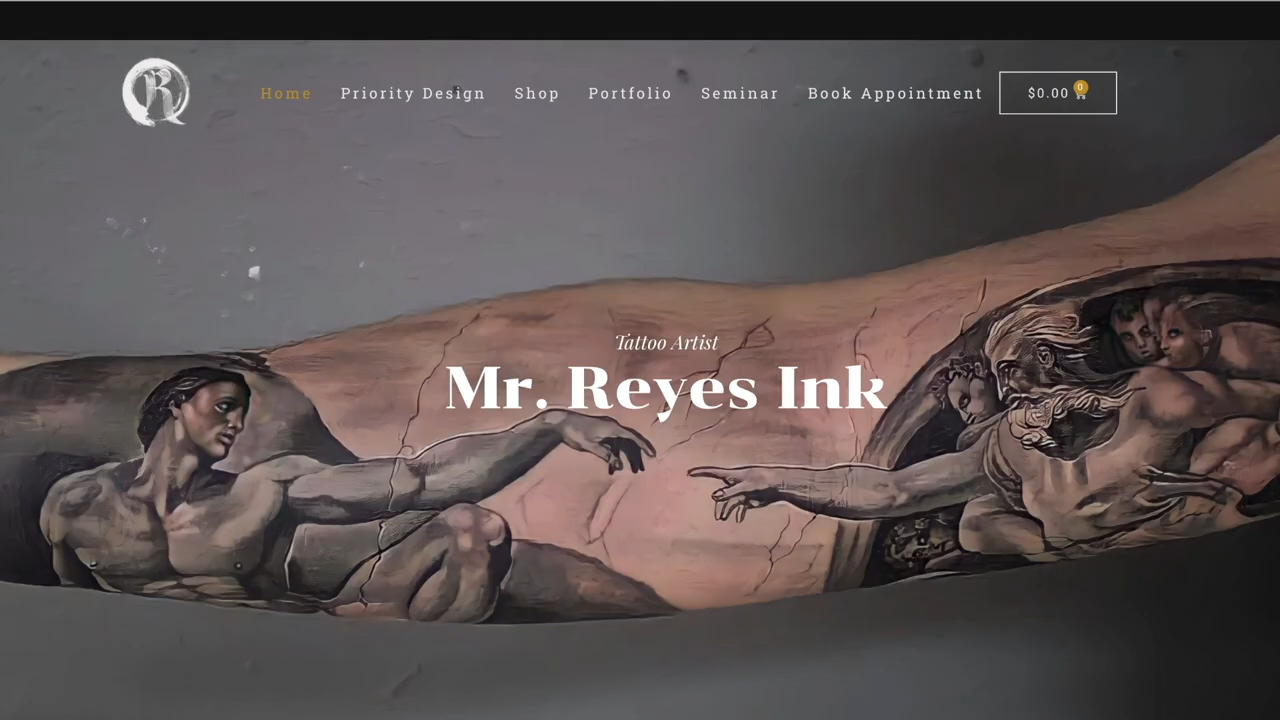 R
Home Priority Design Shop Portfolio Seminar Book Appointment $0.00 0
Tattoo Artist
Mr. Reyes Ink